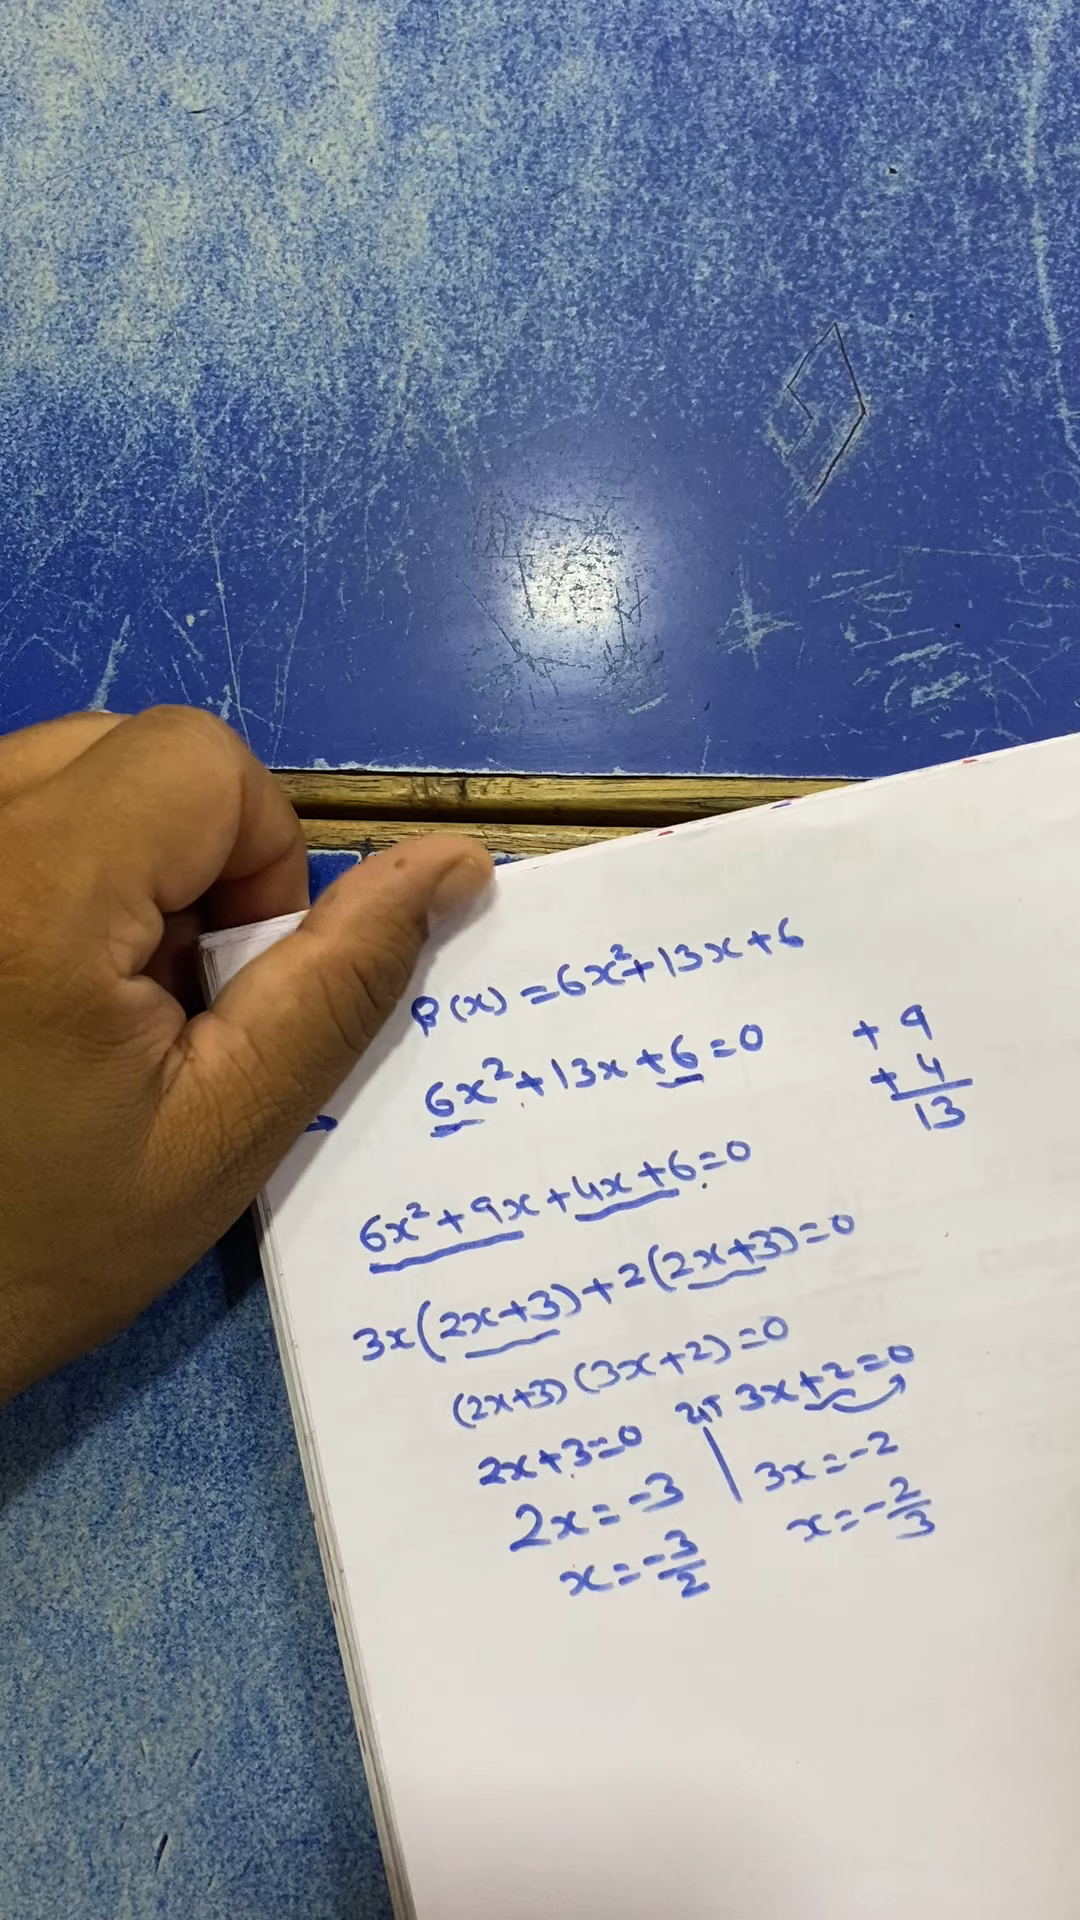 p(x) = 6x²+13x+6
6x²+13x+6=0
+9
+4
13
6x²+9x+4x+6=0
3x(2x+3)+2(2x+3)=0
(2x+3)(3x+2)=0
2x+3=0 या 3x+2=0
2x=-3 | 3x=-2
x=-3/2 x=-2/3